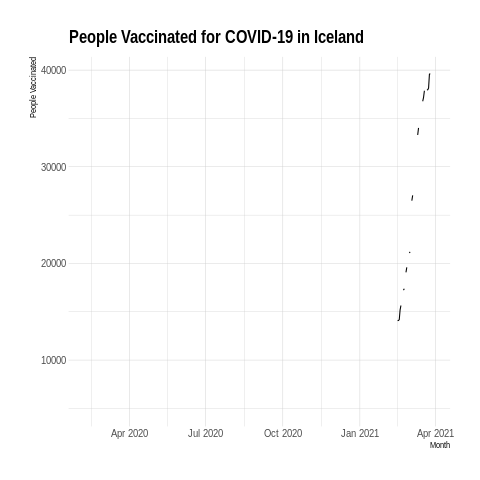 People Vaccinated for COVID-19 in Iceland
People Vaccinated
40000
30000
20000
10000
Apr 2020 Jul 2020 Oct 2020 Jan 2021 Apr 2021
Month